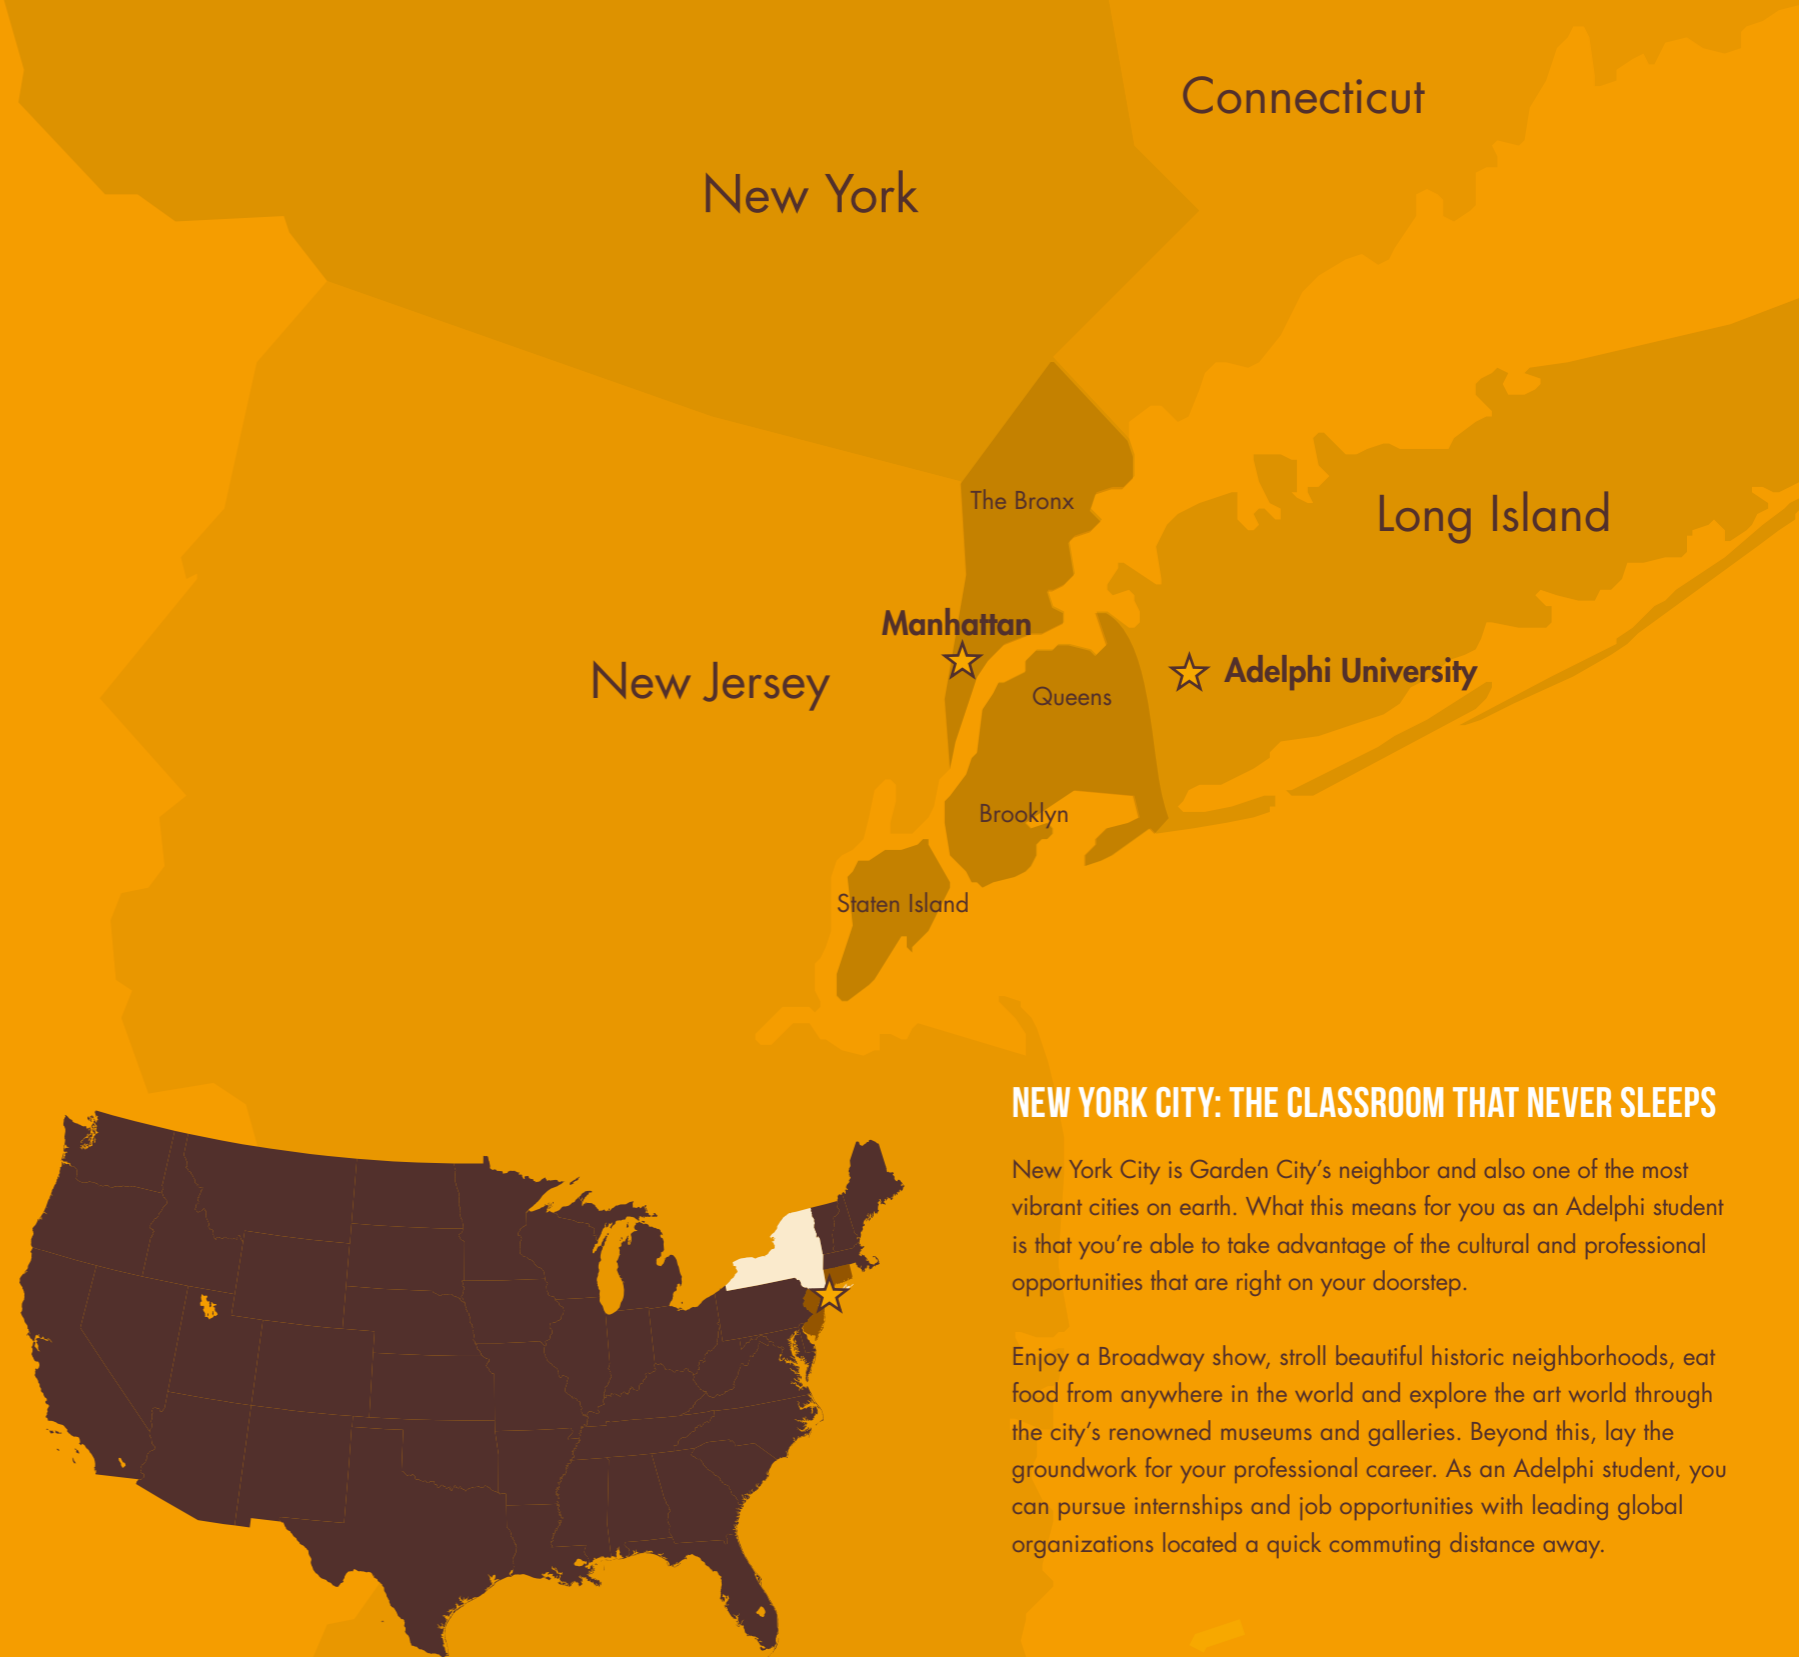 Connecticut
New York
The Bronx
Long Island
Manhattan
New Jersey
Adelphi University
Queens
Brooklyn
Staten Island
NEW YORK CITY: THE CLASSROOM THAT NEVER SLEEPS
New York City is Garden City’s neighbor and also one of the most
vibrant cities on earth. What this means for you as an Adelphi student
is that you’re able to take advantage of the cultural and professional
opportunities that are right on your doorstep.
Enjoy a Broadway show, stroll beautiful historic neighborhoods, eat
food from anywhere in the world and explore the art world through
the city’s renowned museums and galleries. Beyond this, lay the
groundwork for your professional career. As an Adelphi student, you
can pursue internships and job opportunities with leading global
organizations located a quick commuting distance away.